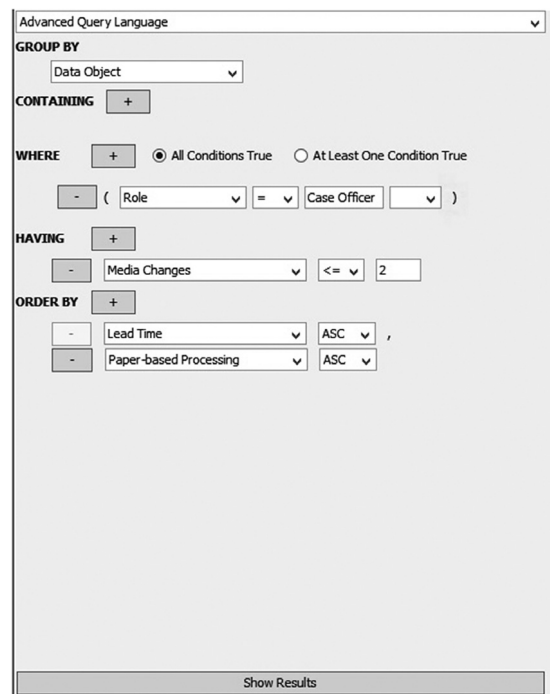 Advanced Query Language
GROUP BY
Data Object
CONTAINING +
WHERE + All Conditions True At Least One Condition True
- ( Role = Case Officer )
HAVING +
- Media Changes <= 2
ORDER BY +
- Lead Time ASC ,
- Paper-based Processing ASC
Show Results